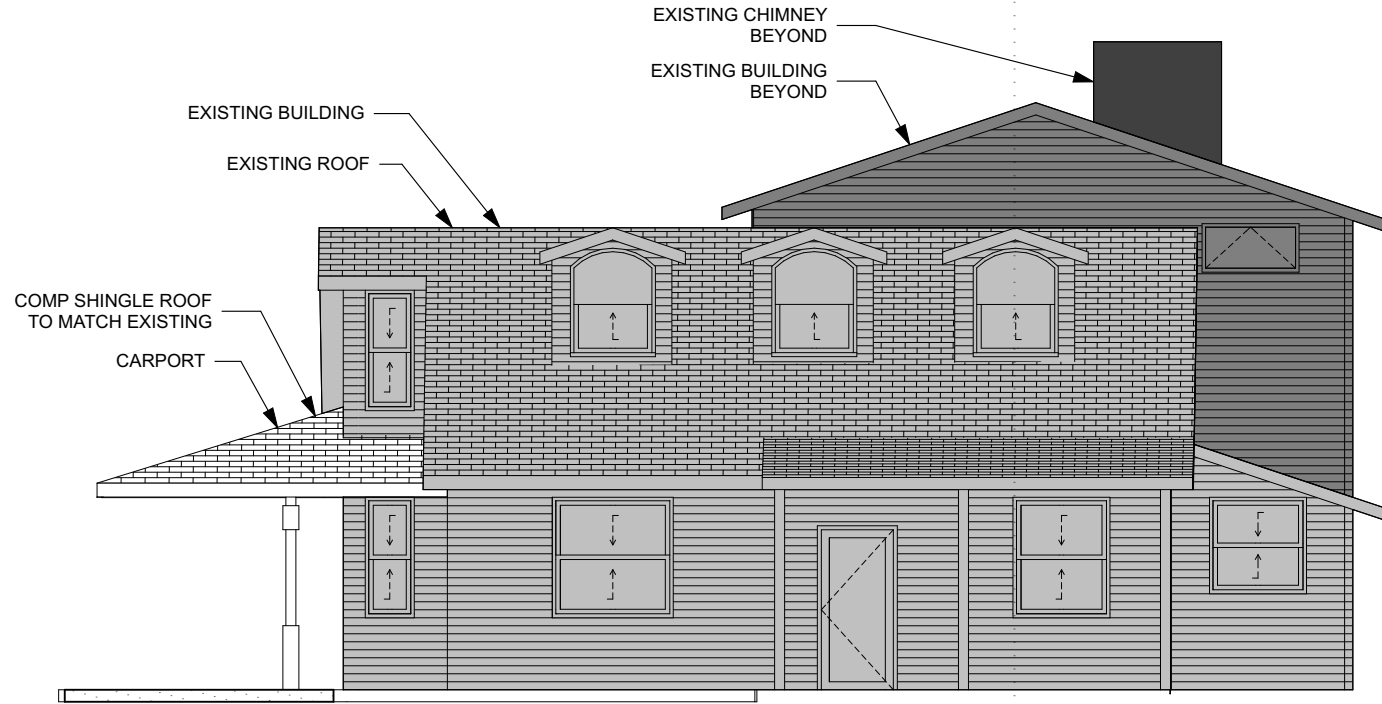 EXISTING CHIMNEY
BEYOND
EXISTING BUILDING
BEYOND
EXISTING BUILDING
EXISTING ROOF
COMP SHINGLE ROOF
TO MATCH EXISTING
CARPORT